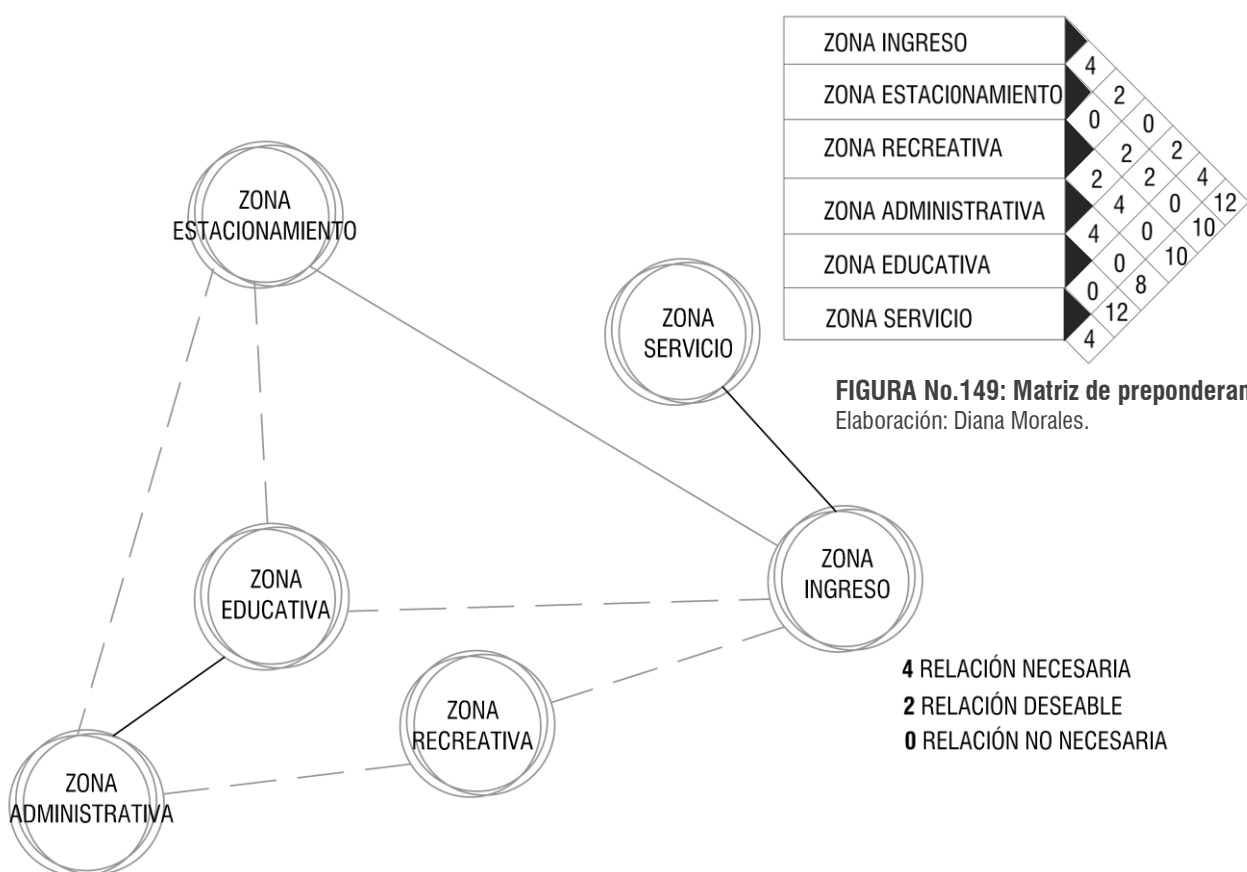 ZONA INGRESO
ZONA ESTACIONAMIENTO
ZONA RECREATIVA
ZONA ADMINISTRATIVA
ZONA EDUCATIVA
ZONA SERVICIO
4
2
0 0
2 2
2 2 4
4 0 12
4 0 10
0 10
0 8
12
4
FIGURA No.149: Matriz de preponderan
Elaboración: Diana Morales.
ZONA
ESTACIONAMIENTO
ZONA
SERVICIO
ZONA
INGRESO
ZONA
EDUCATIVA
ZONA
RECREATIVA
ZONA
ADMINISTRATIVA
4 RELACIÓN NECESARIA
2 RELACIÓN DESEABLE
0 RELACIÓN NO NECESARIA